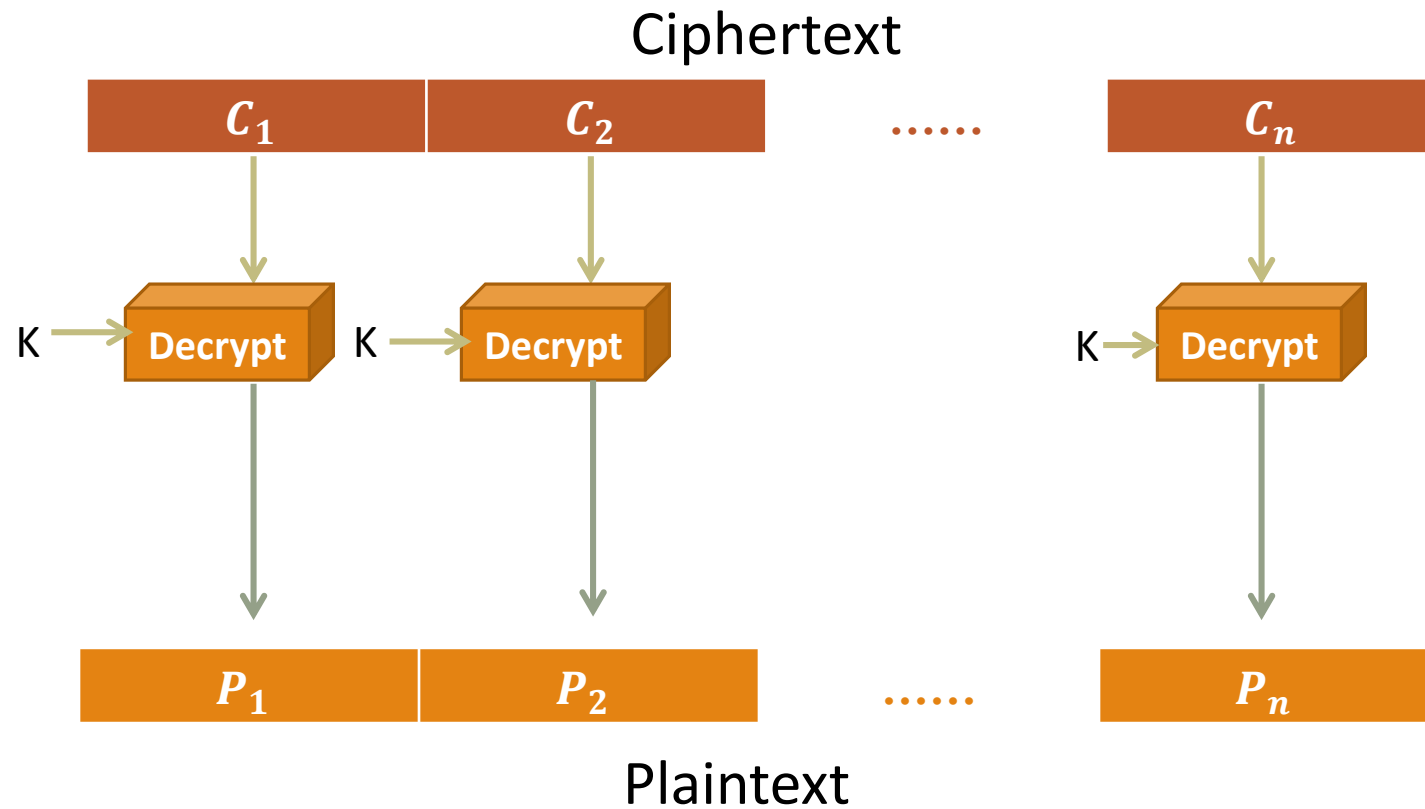 Ciphertext
C₁ C₂ ...... Cₙ
K Decrypt K Decrypt K Decrypt
P₁ P₂ ...... Pₙ
Plaintext